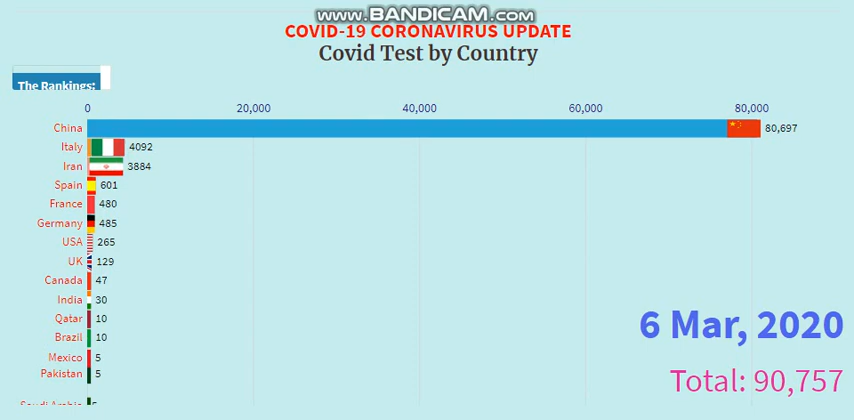 www.BANDICAM.com
COVID-19 CORONAVIRUS UPDATE
Covid Test by Country
The Rankings:
0 20,000 40,000 60,000 80,000
China 80,697
Italy 4092
Iran 3884
Spain 601
France 480
Germany 485
USA 265
UK 129
Canada 47
India 30
Qatar 10
Brazil 10
Mexico 5
Pakistan 5
Saudi Arabia 5
6 Mar, 2020
Total: 90,757